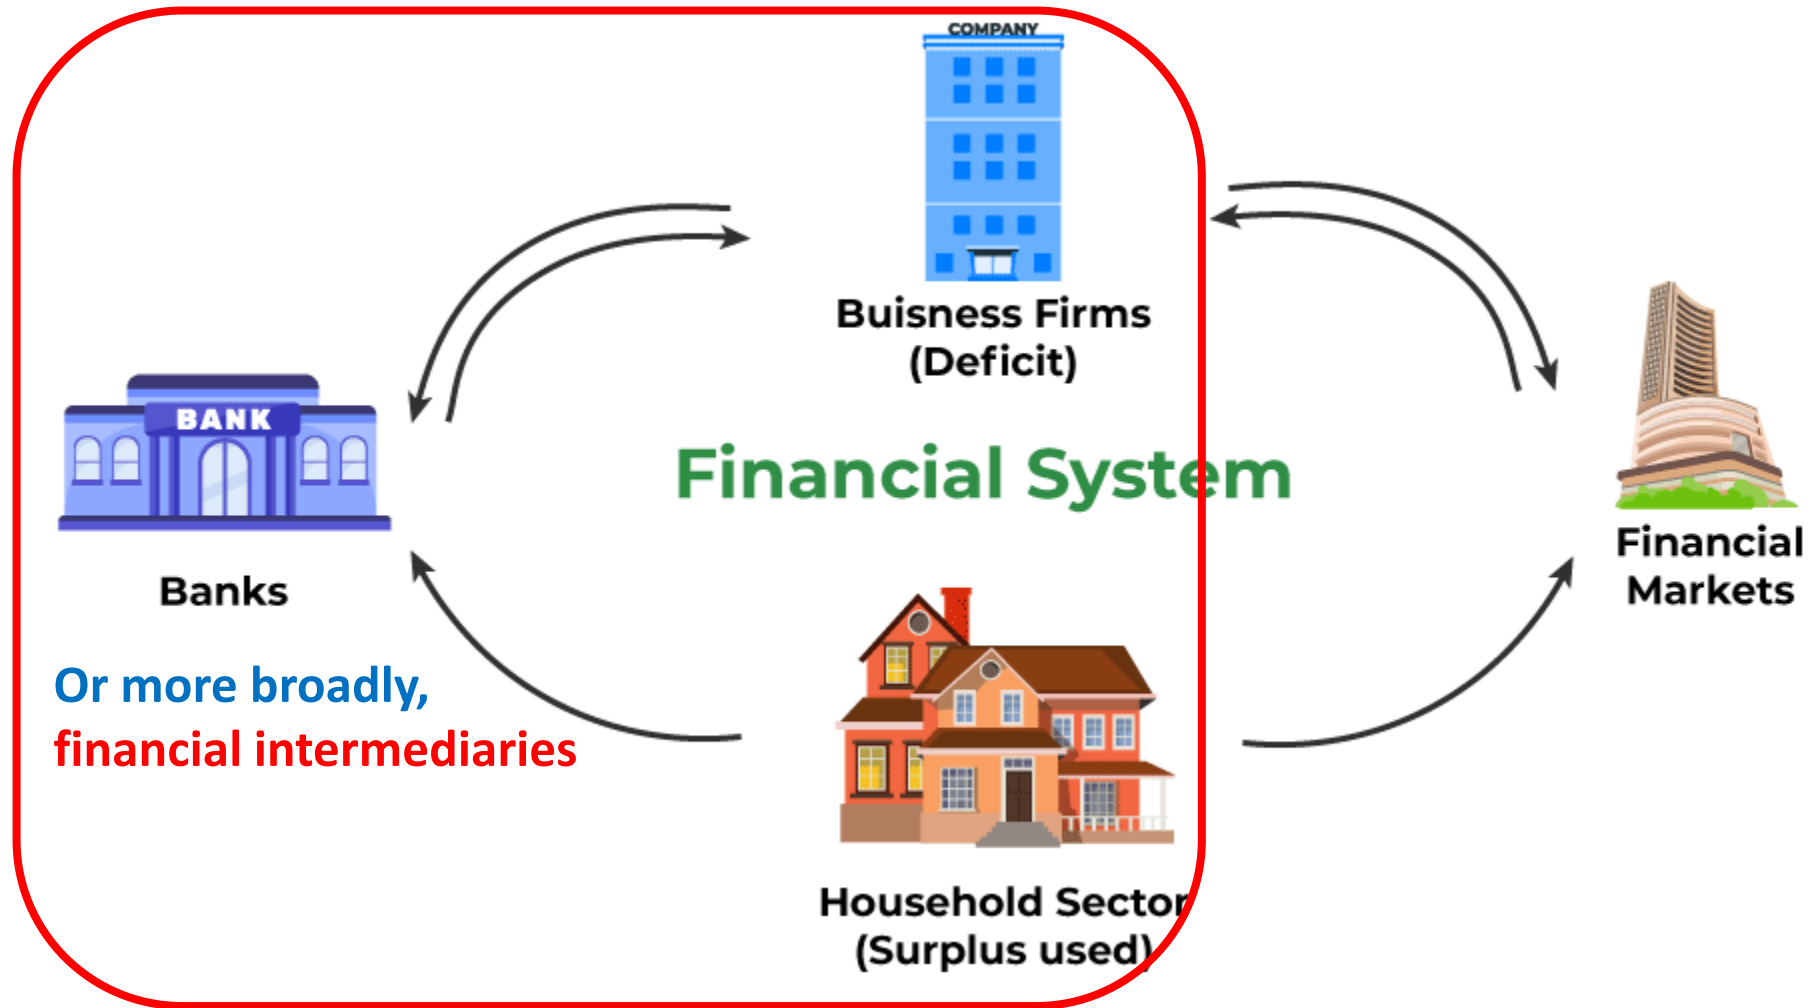 COMPANY
Buisness Firms
(Deficit)
BANK
Financial System
Banks
Financial
Markets
Or more broadly,
financial intermediaries
Household Sector
(Surplus used)